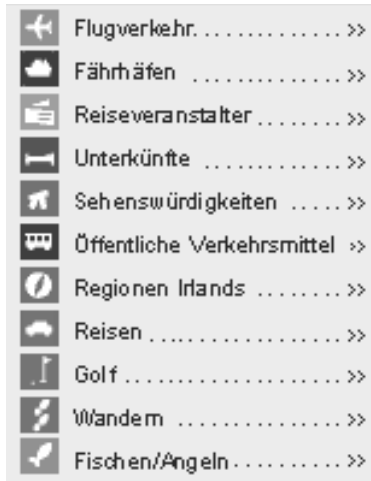 Flugverkehr. . . . . . . . . . . . . >>
Fährhäfen . . . . . . . . . . . . . >>
Reiseveranstalter . . . . . . . . >>
Unterkünfte . . . . . . . . . . . . . >>
Sehenswürdigkeiten . . . . . >>
Öffentliche Verkehrsmittel >>
Regionen Irlands . . . . . . . . >>
Reisen . . . . . . . . . . . . . . . . . >>
Golf . . . . . . . . . . . . . . . . . . . >>
Wandern . . . . . . . . . . . . . . >>
Fischen/Angeln . . . . . . . . . >>